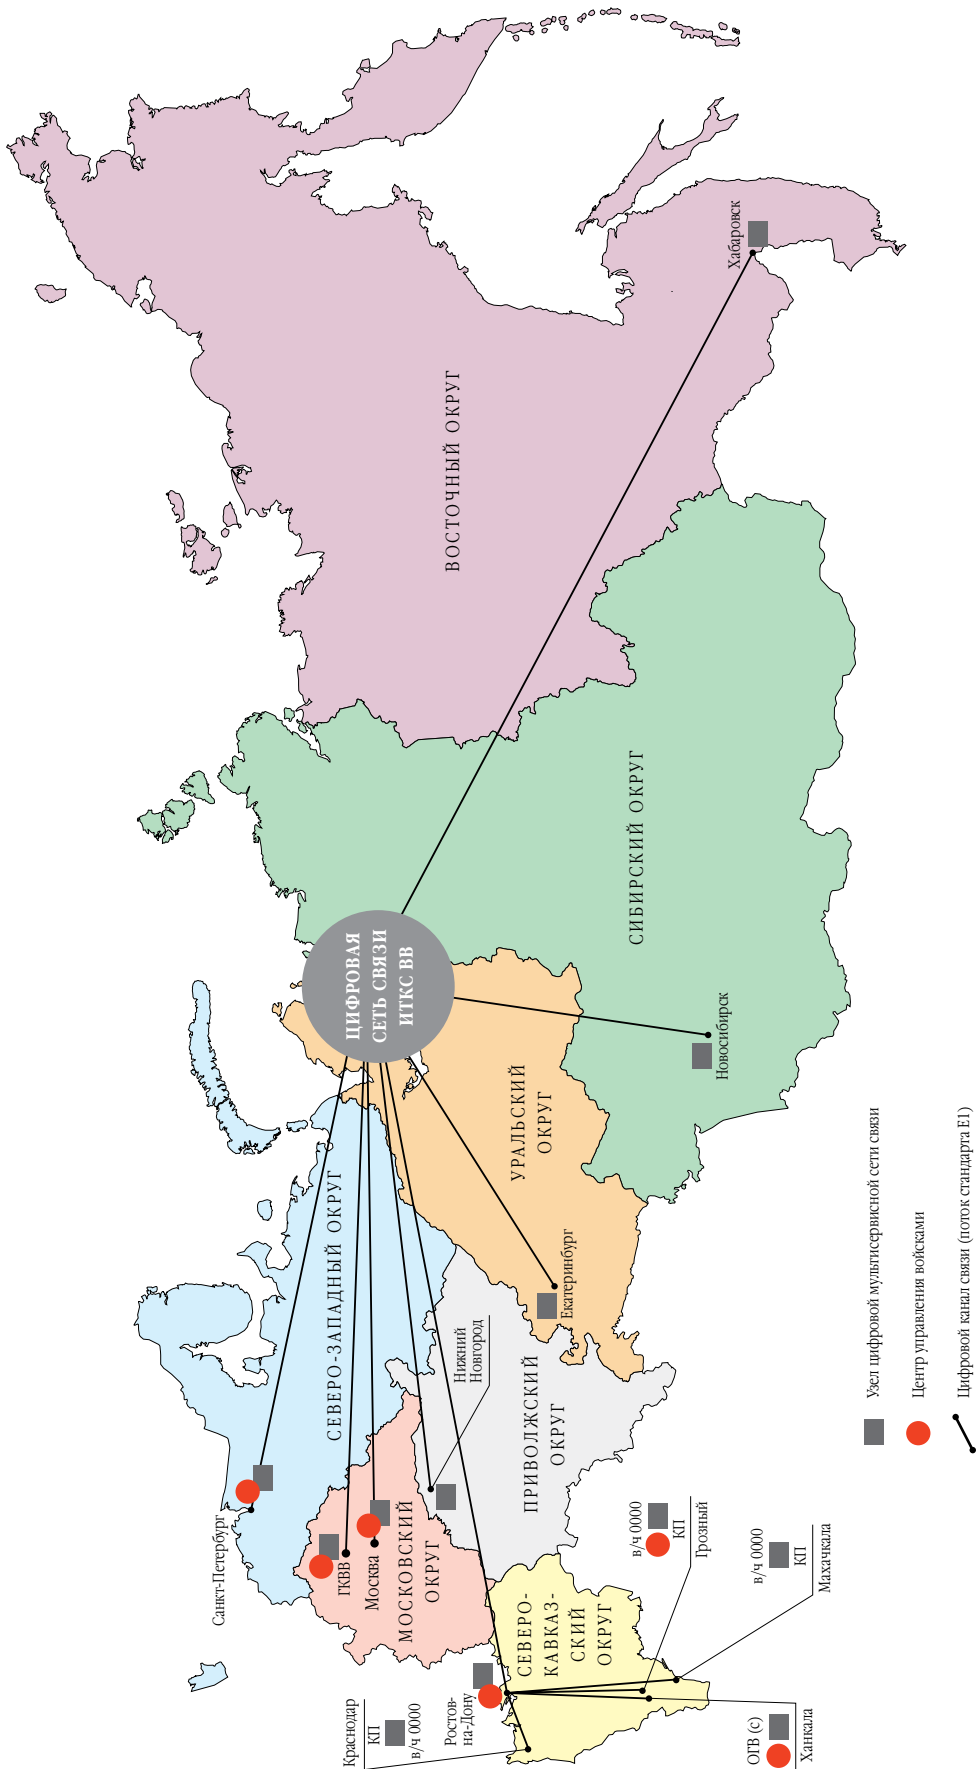 Санкт-Петербург
СЕВЕРО-ЗАПАДНЫЙ ОКРУГ
ЦИФРОВАЯ
СЕТЬ СВЯЗИ
ИТКС ВВ
ВОСТОЧНЫЙ ОКРУГ
Хабаровск
ГКВВ
Москва
МОСКОВСКИЙ
ОКРУГ
Нижний
Новгород
УРАЛЬСКИЙ
ОКРУГ
СИБИРСКИЙ ОКРУГ
Краснодар
КП
в/ч 0000
Ростов-
на-Дону
СЕВЕРО-
КАВКАЗ-
СКИЙ
ОКРУГ
ПРИВОЛЖСКИЙ
ОКРУГ
Екатеринбург
Новосибирск
в/ч 0000
КП
Грозный
в/ч 0000
КП
Махачкала
ОГВ (с)
Ханкала
Узел цифровой мультисервисной сети связи
Центр управления войсками
Цифровой канал связи (поток стандарта Е1)